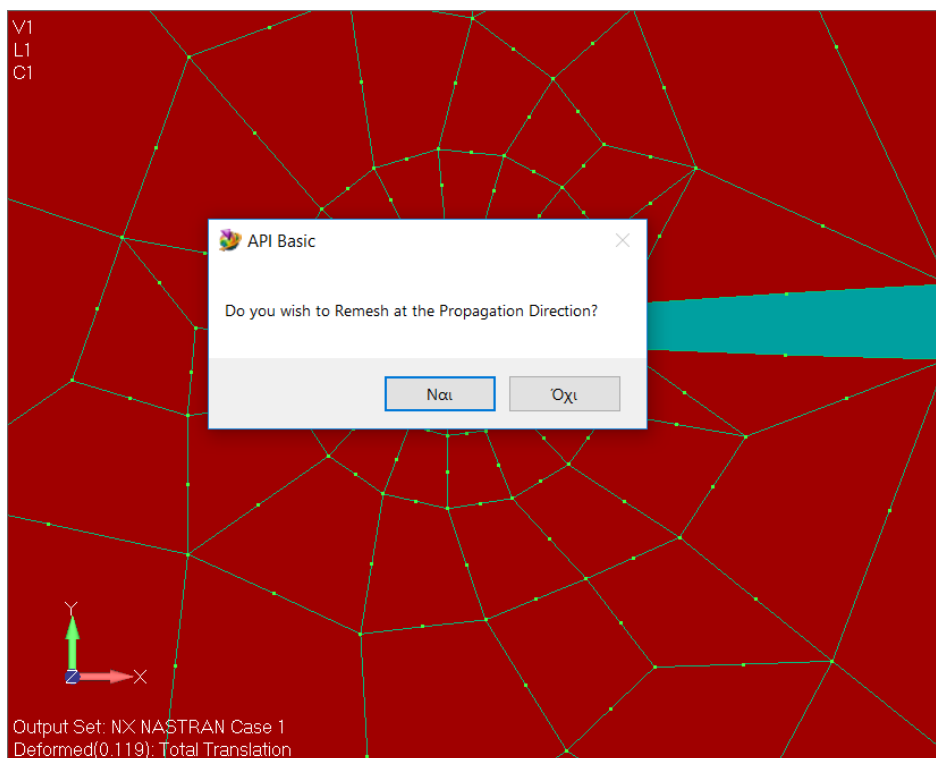 V1
L1
C1
API Basic
Do you wish to Remesh at the Propagation Direction?
Ναι
Όχι
Y
Z
X
Output Set: NX NASTRAN Case 1
Deformed(0.119): Total Translation